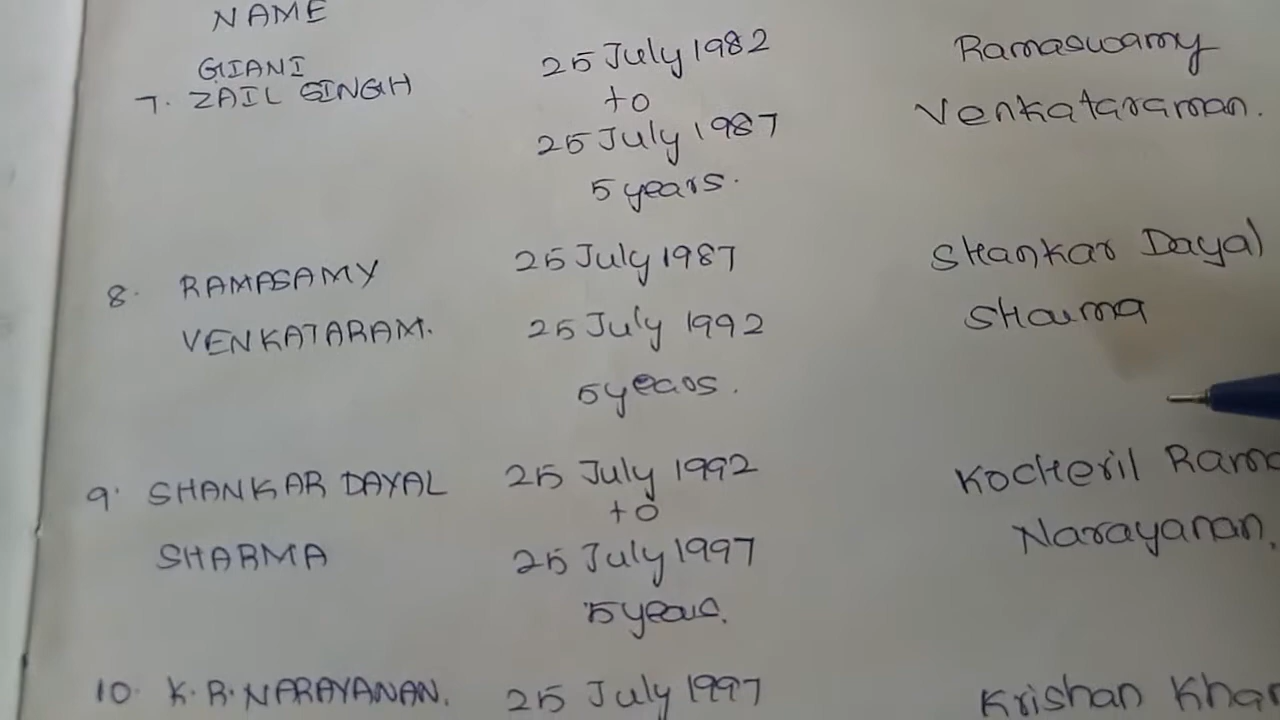 NAME
GIANI
7. ZAIL SINGH
25 July 1982
to
25 July 1987
5 years.
Ramaswamy
Venkataraman.
8. RAMASAMY
VENKATARAM.
25 July 1987
25 July 1992
5 years.
Shankar Dayal
Sharma
9. SHANKAR DAYAL
SHARMA
25 July 1992
to
25 July 1997
5 years.
Kocheril Rama
Narayanan.
10. K.R. NARAYANAN.
25 July 1997
Krishan Khan